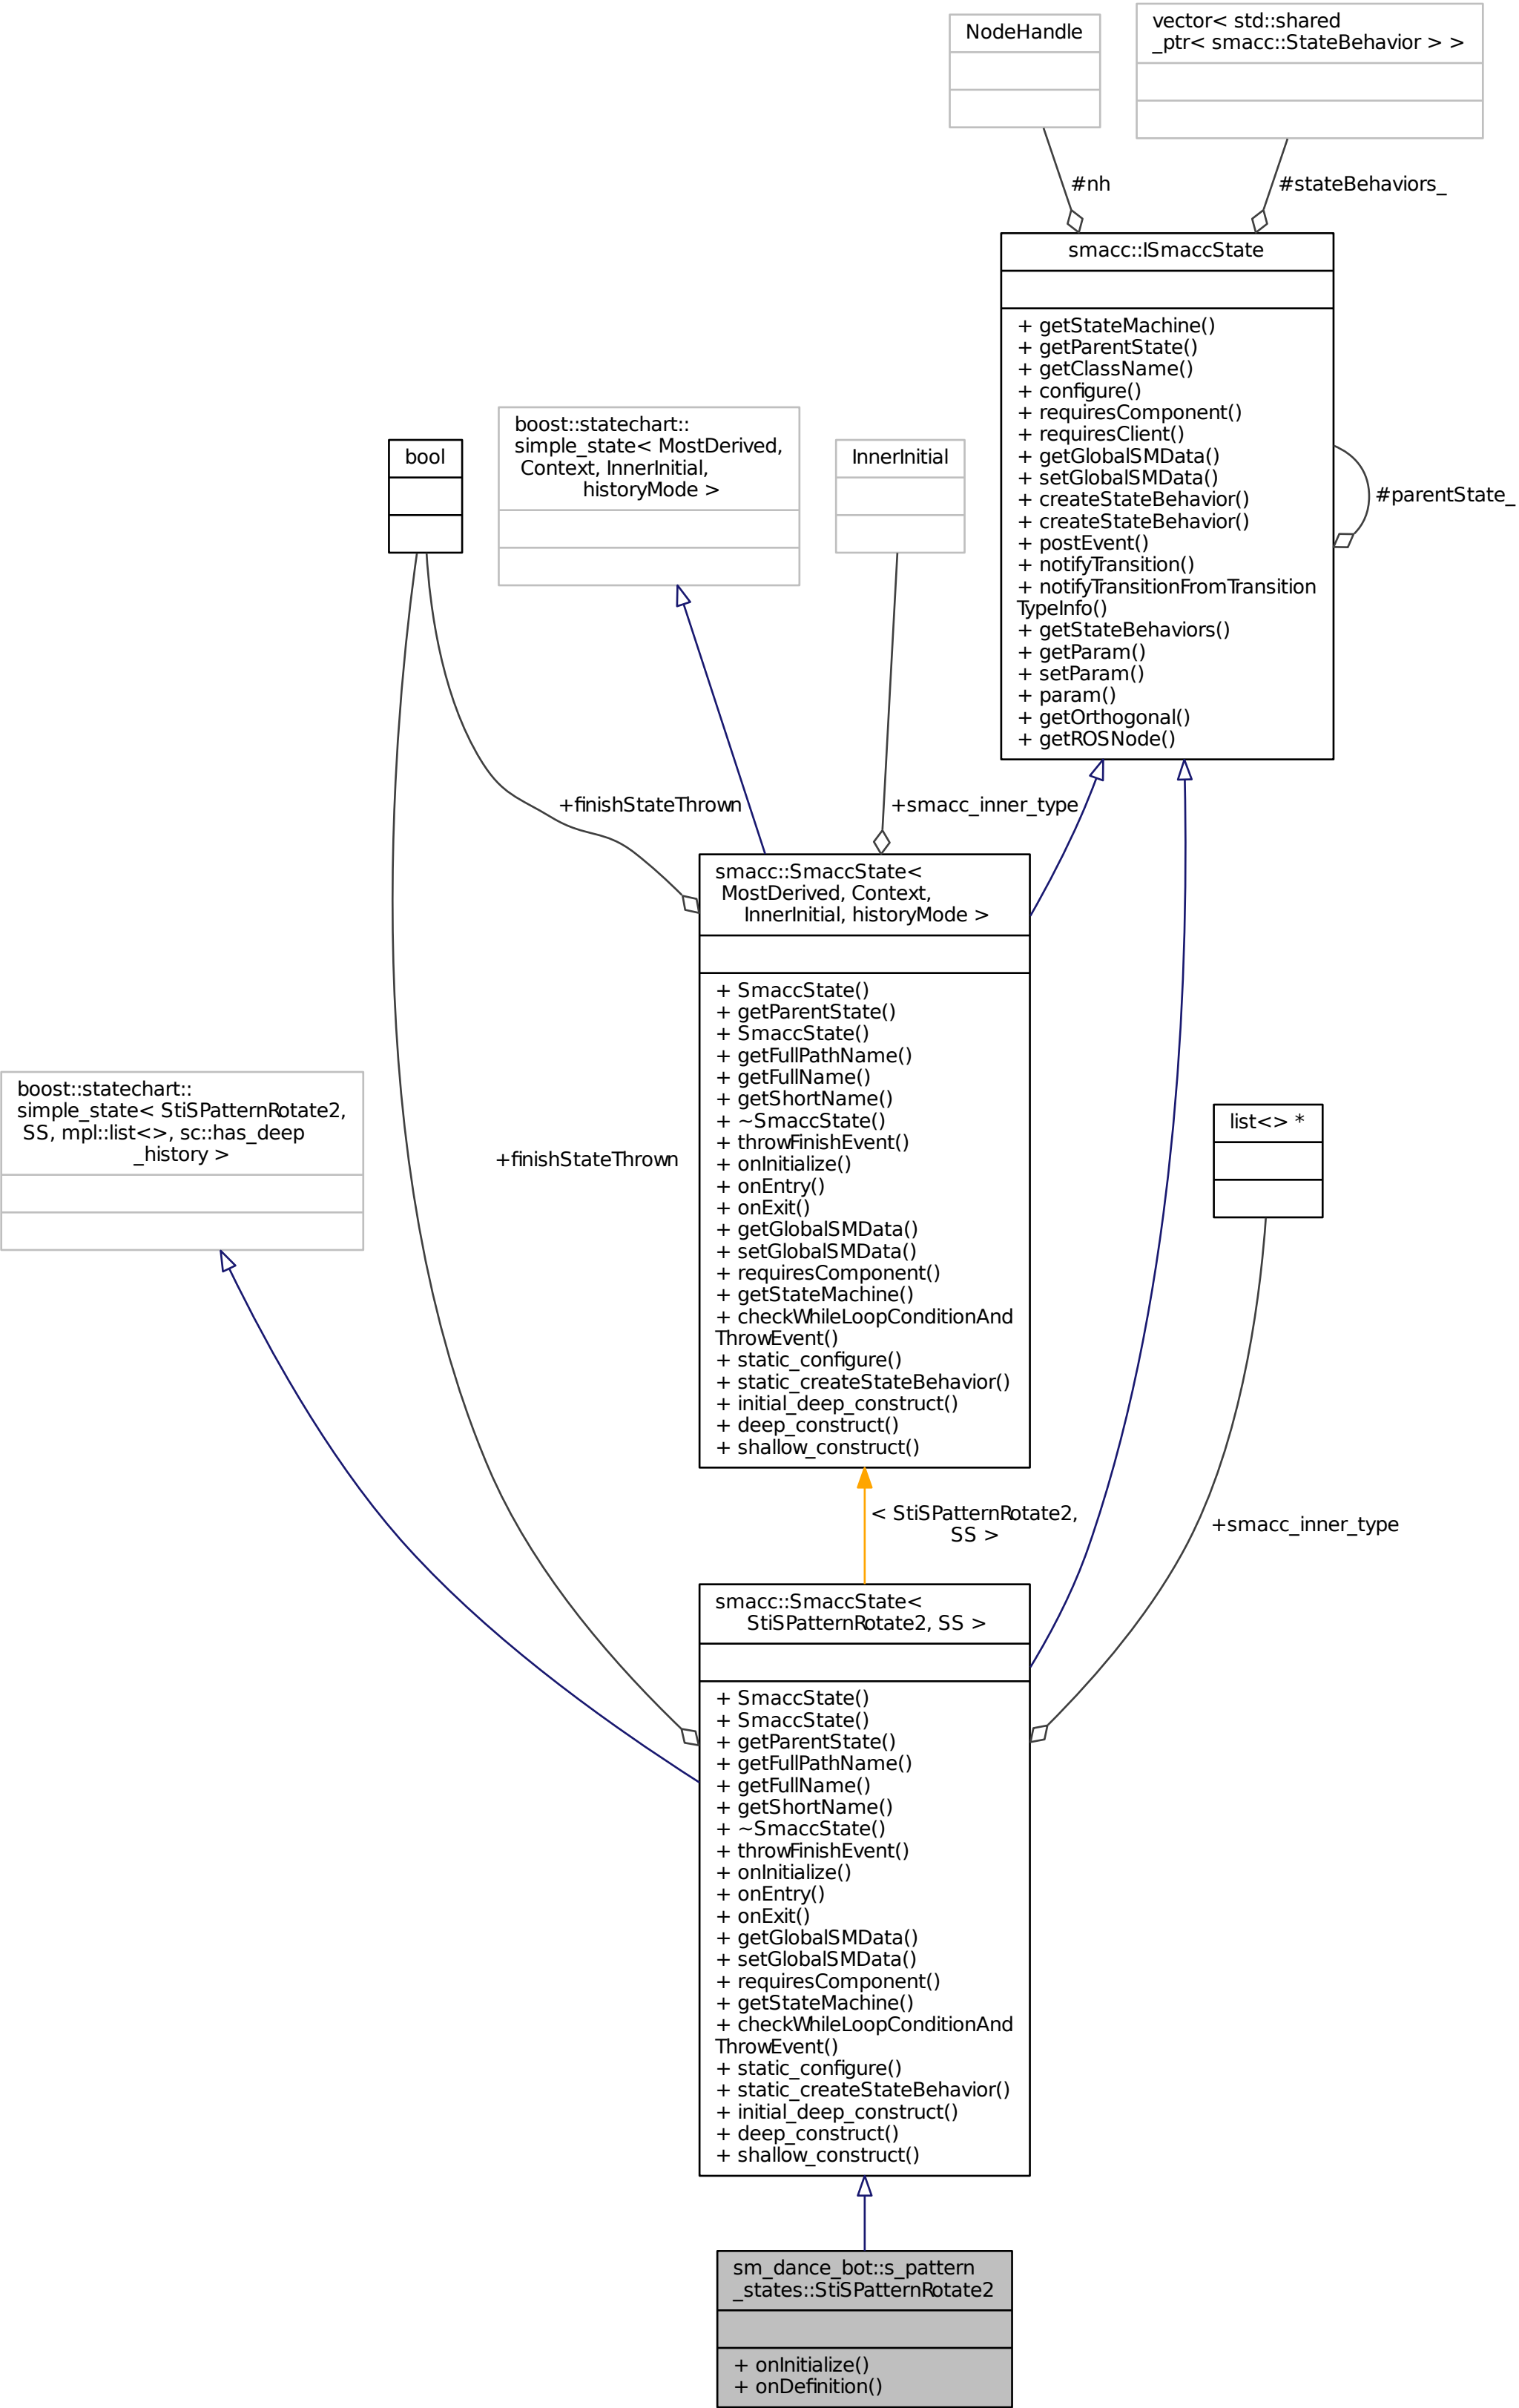 NodeHandle
vector< std::shared
_ptr< smacc::StateBehavior > >
#nh
#stateBehaviors_
smacc::ISmaccState
+ getStateMachine()
+ getParentState()
+ getClassName()
+ configure()
+ requiresComponent()
+ requiresClient()
+ getGlobalSMData()
+ setGlobalSMData()
+ createStateBehavior()
+ createStateBehavior()
+ postEvent()
+ notifyTransition()
+ notifyTransitionFromTransition
TypeInfo()
+ getStateBehaviors()
+ getParam()
+ setParam()
+ param()
+ getOrthogonal()
+ getROSNode()
#parentState_
bool
boost::statechart::
simple_state< MostDerived,
Context, InnerInitial,
historyMode >
InnerInitial
+finishStateThrown
+smacc_inner_type
smacc::SmaccState<
MostDerived, Context,
InnerInitial, historyMode >
+ SmaccState()
+ getParentState()
+ SmaccState()
+ getFullPathName()
+ getFullName()
+ getShortName()
+ ~SmaccState()
+ throwFinishEvent()
+ onInitialize()
+ onEntry()
+ onExit()
+ getGlobalSMData()
+ setGlobalSMData()
+ requiresComponent()
+ getStateMachine()
+ checkWhileLoopConditionAnd
ThrowEvent()
+ static_configure()
+ static_createStateBehavior()
+ initial_deep_construct()
+ deep_construct()
+ shallow_construct()
boost::statechart::
simple_state< StiSPatternRotate2,
SS, mpl::list<>, sc::has_deep
_history >
+finishStateThrown
list<> *
< StiSPatternRotate2,
SS >
+smacc_inner_type
smacc::SmaccState<
StiSPatternRotate2, SS >
+ SmaccState()
+ SmaccState()
+ getParentState()
+ getFullPathName()
+ getFullName()
+ getShortName()
+ ~SmaccState()
+ throwFinishEvent()
+ onInitialize()
+ onEntry()
+ onExit()
+ getGlobalSMData()
+ setGlobalSMData()
+ requiresComponent()
+ getStateMachine()
+ checkWhileLoopConditionAnd
ThrowEvent()
+ static_configure()
+ static_createStateBehavior()
+ initial_deep_construct()
+ deep_construct()
+ shallow_construct()
sm_dance_bot::s_pattern
_states::StiSPatternRotate2
+ onInitialize()
+ onDefinition()